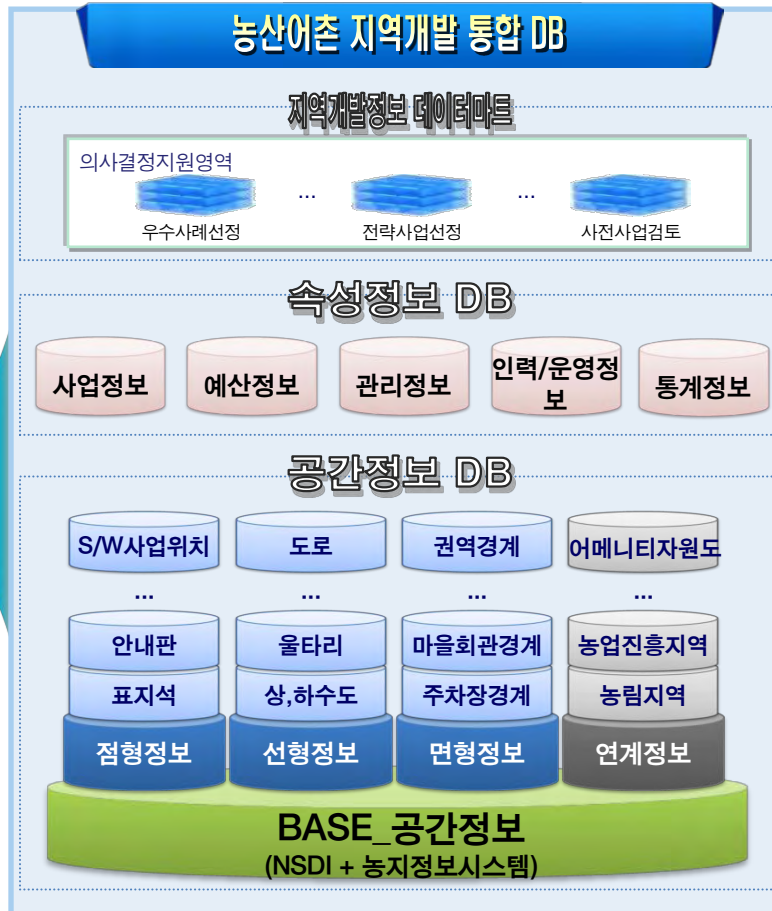 농산어촌 지역개발 통합 DB
지역개발정보 데이터마트
의사결정지원영역
... ...
우수사례선정 전략사업선정 사전사업검토
속성정보 DB
사업정보 예산정보 관리정보 인력/운영정
보 통계정보
공간정보 DB
S/W사업위치 도로 권역경계 어메니티자원도
... ... ... ...
안내판 울타리 마을회관경계 농업진흥지역
표지석 상,하수도 주차장경계 농림지역
점형정보 선형정보 면형정보 연계정보
BASE_공간정보
(NSDI + 농지정보시스템)